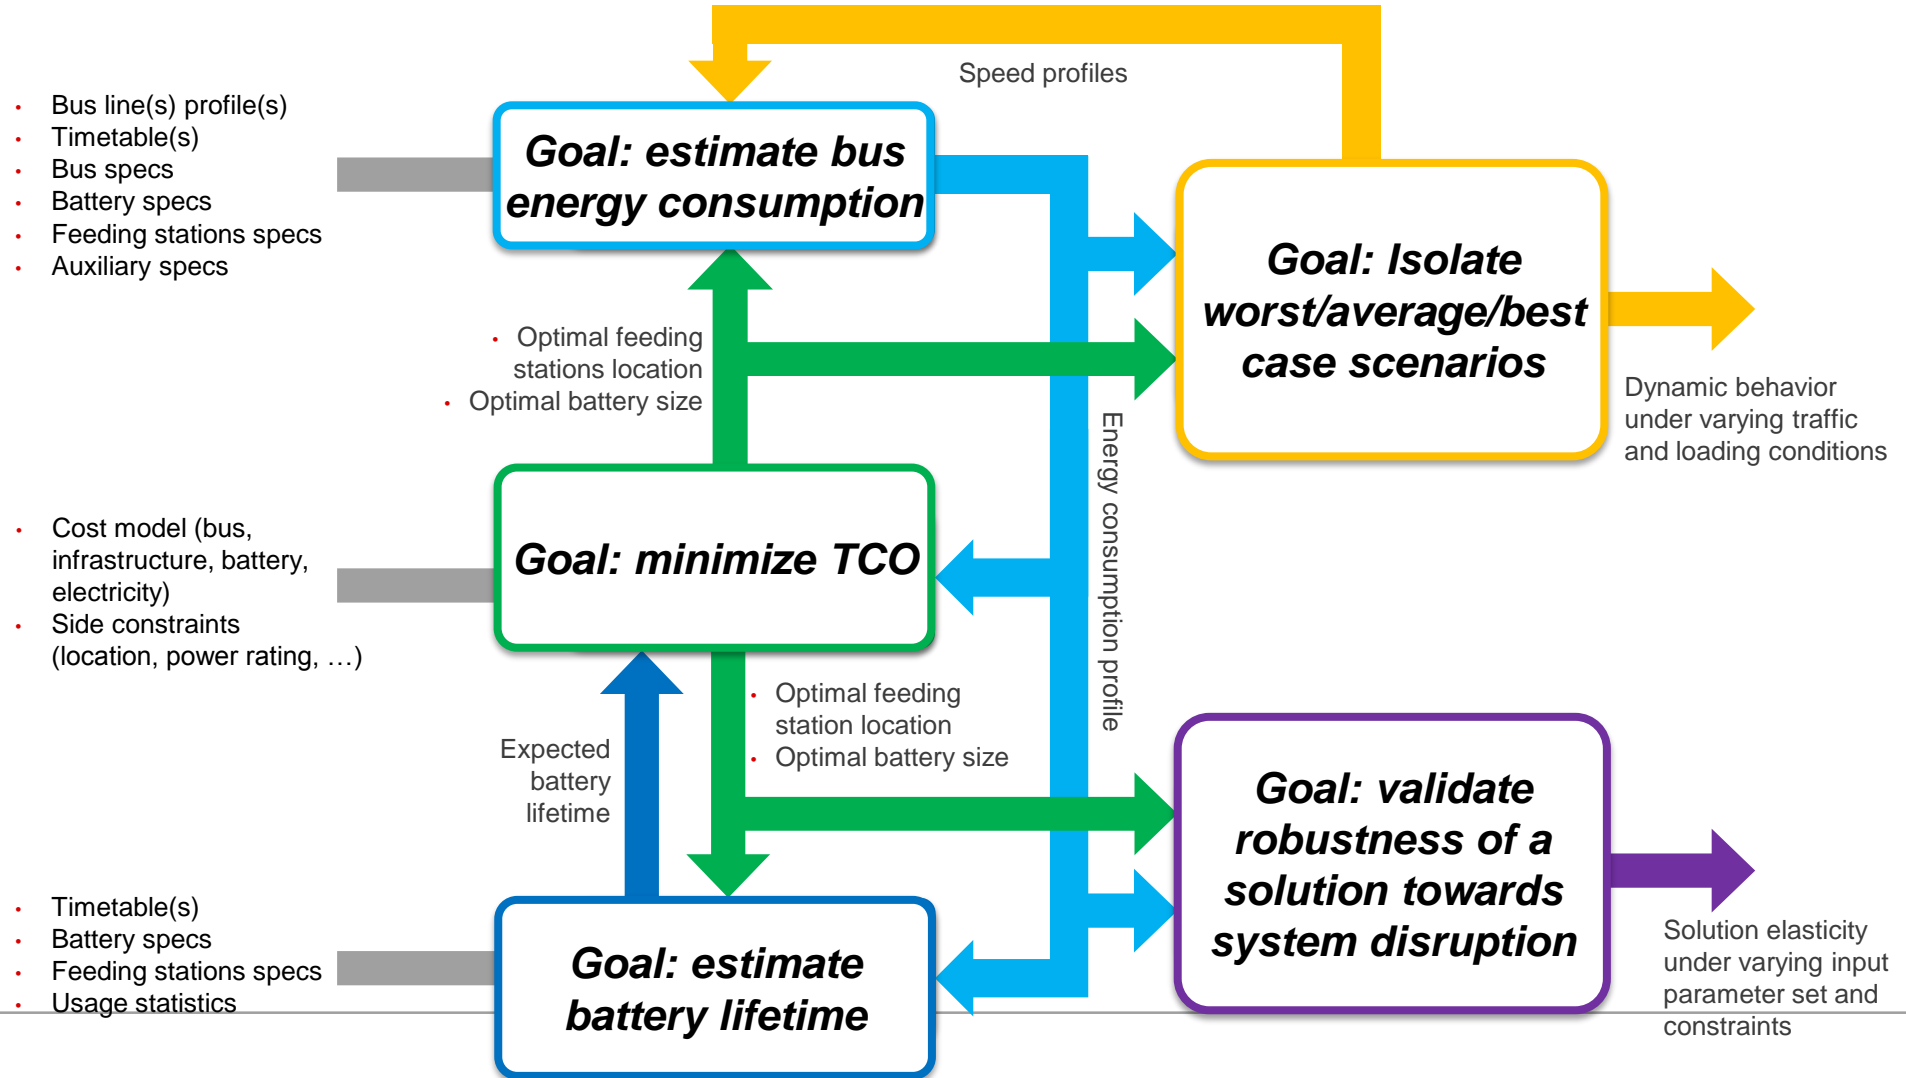 Speed profiles
• Bus line(s) profile(s)
• Timetable(s)
• Bus specs
• Battery specs
• Feeding stations specs
• Auxiliary specs
Goal: estimate bus
energy consumption
Goal: Isolate
worst/average/best
case scenarios
• Optimal feeding
stations location
• Optimal battery size
Dynamic behavior
under varying traffic
and loading conditions
Energy consumption profile
• Cost model (bus,
infrastructure, battery,
electricity)
• Side constraints
(location, power rating, …)
Goal: minimize TCO
• Optimal feeding
station location
• Optimal battery size
Expected
battery
lifetime
Goal: validate
robustness of a
solution towards
system disruption
• Timetable(s)
• Battery specs
• Feeding stations specs
• Usage statistics
Goal: estimate
battery lifetime
Solution elasticity
under varying input
parameter set and
constraints